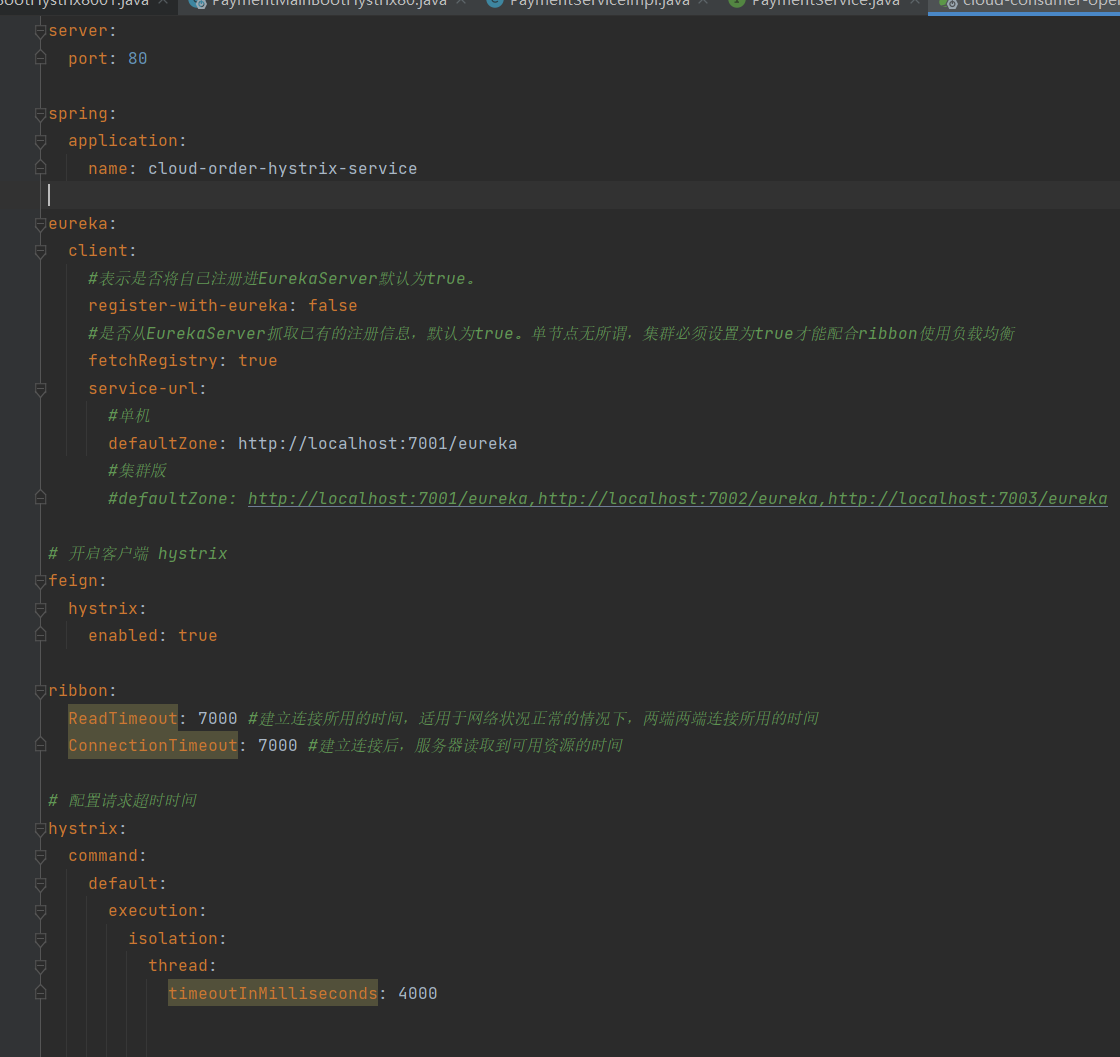 PaymentMainBootHystrix80.java PaymentServiceImpl.java PaymentService.java
server:
  port: 80
spring:
  application:
    name: cloud-order-hystrix-service
eureka:
  client:
    #表示是否将自己注册进EurekaServer默认为true。
    register-with-eureka: false
    #是否从EurekaServer抓取已有的注册信息，默认为true。单节点无所谓，集群必须设置为true才能配合ribbon使用负载均衡
    fetchRegistry: true
    service-url:
      #单机
      defaultZone: http://localhost:7001/eureka
      #集群版
      #defaultZone: http://localhost:7001/eureka,http://localhost:7002/eureka,http://localhost:7003/eureka
# 开启客户端 hystrix
feign:
  hystrix:
    enabled: true
ribbon:
  ReadTimeout: 7000 #建立连接所用的时间，适用于网络状况正常的情况下，两端两端连接所用的时间
  ConnectionTimeout: 7000 #建立连接后，服务器读取到可用资源的时间
# 配置请求超时时间
hystrix:
  command:
    default:
      execution:
        isolation:
          thread:
            timeoutInMilliseconds: 4000